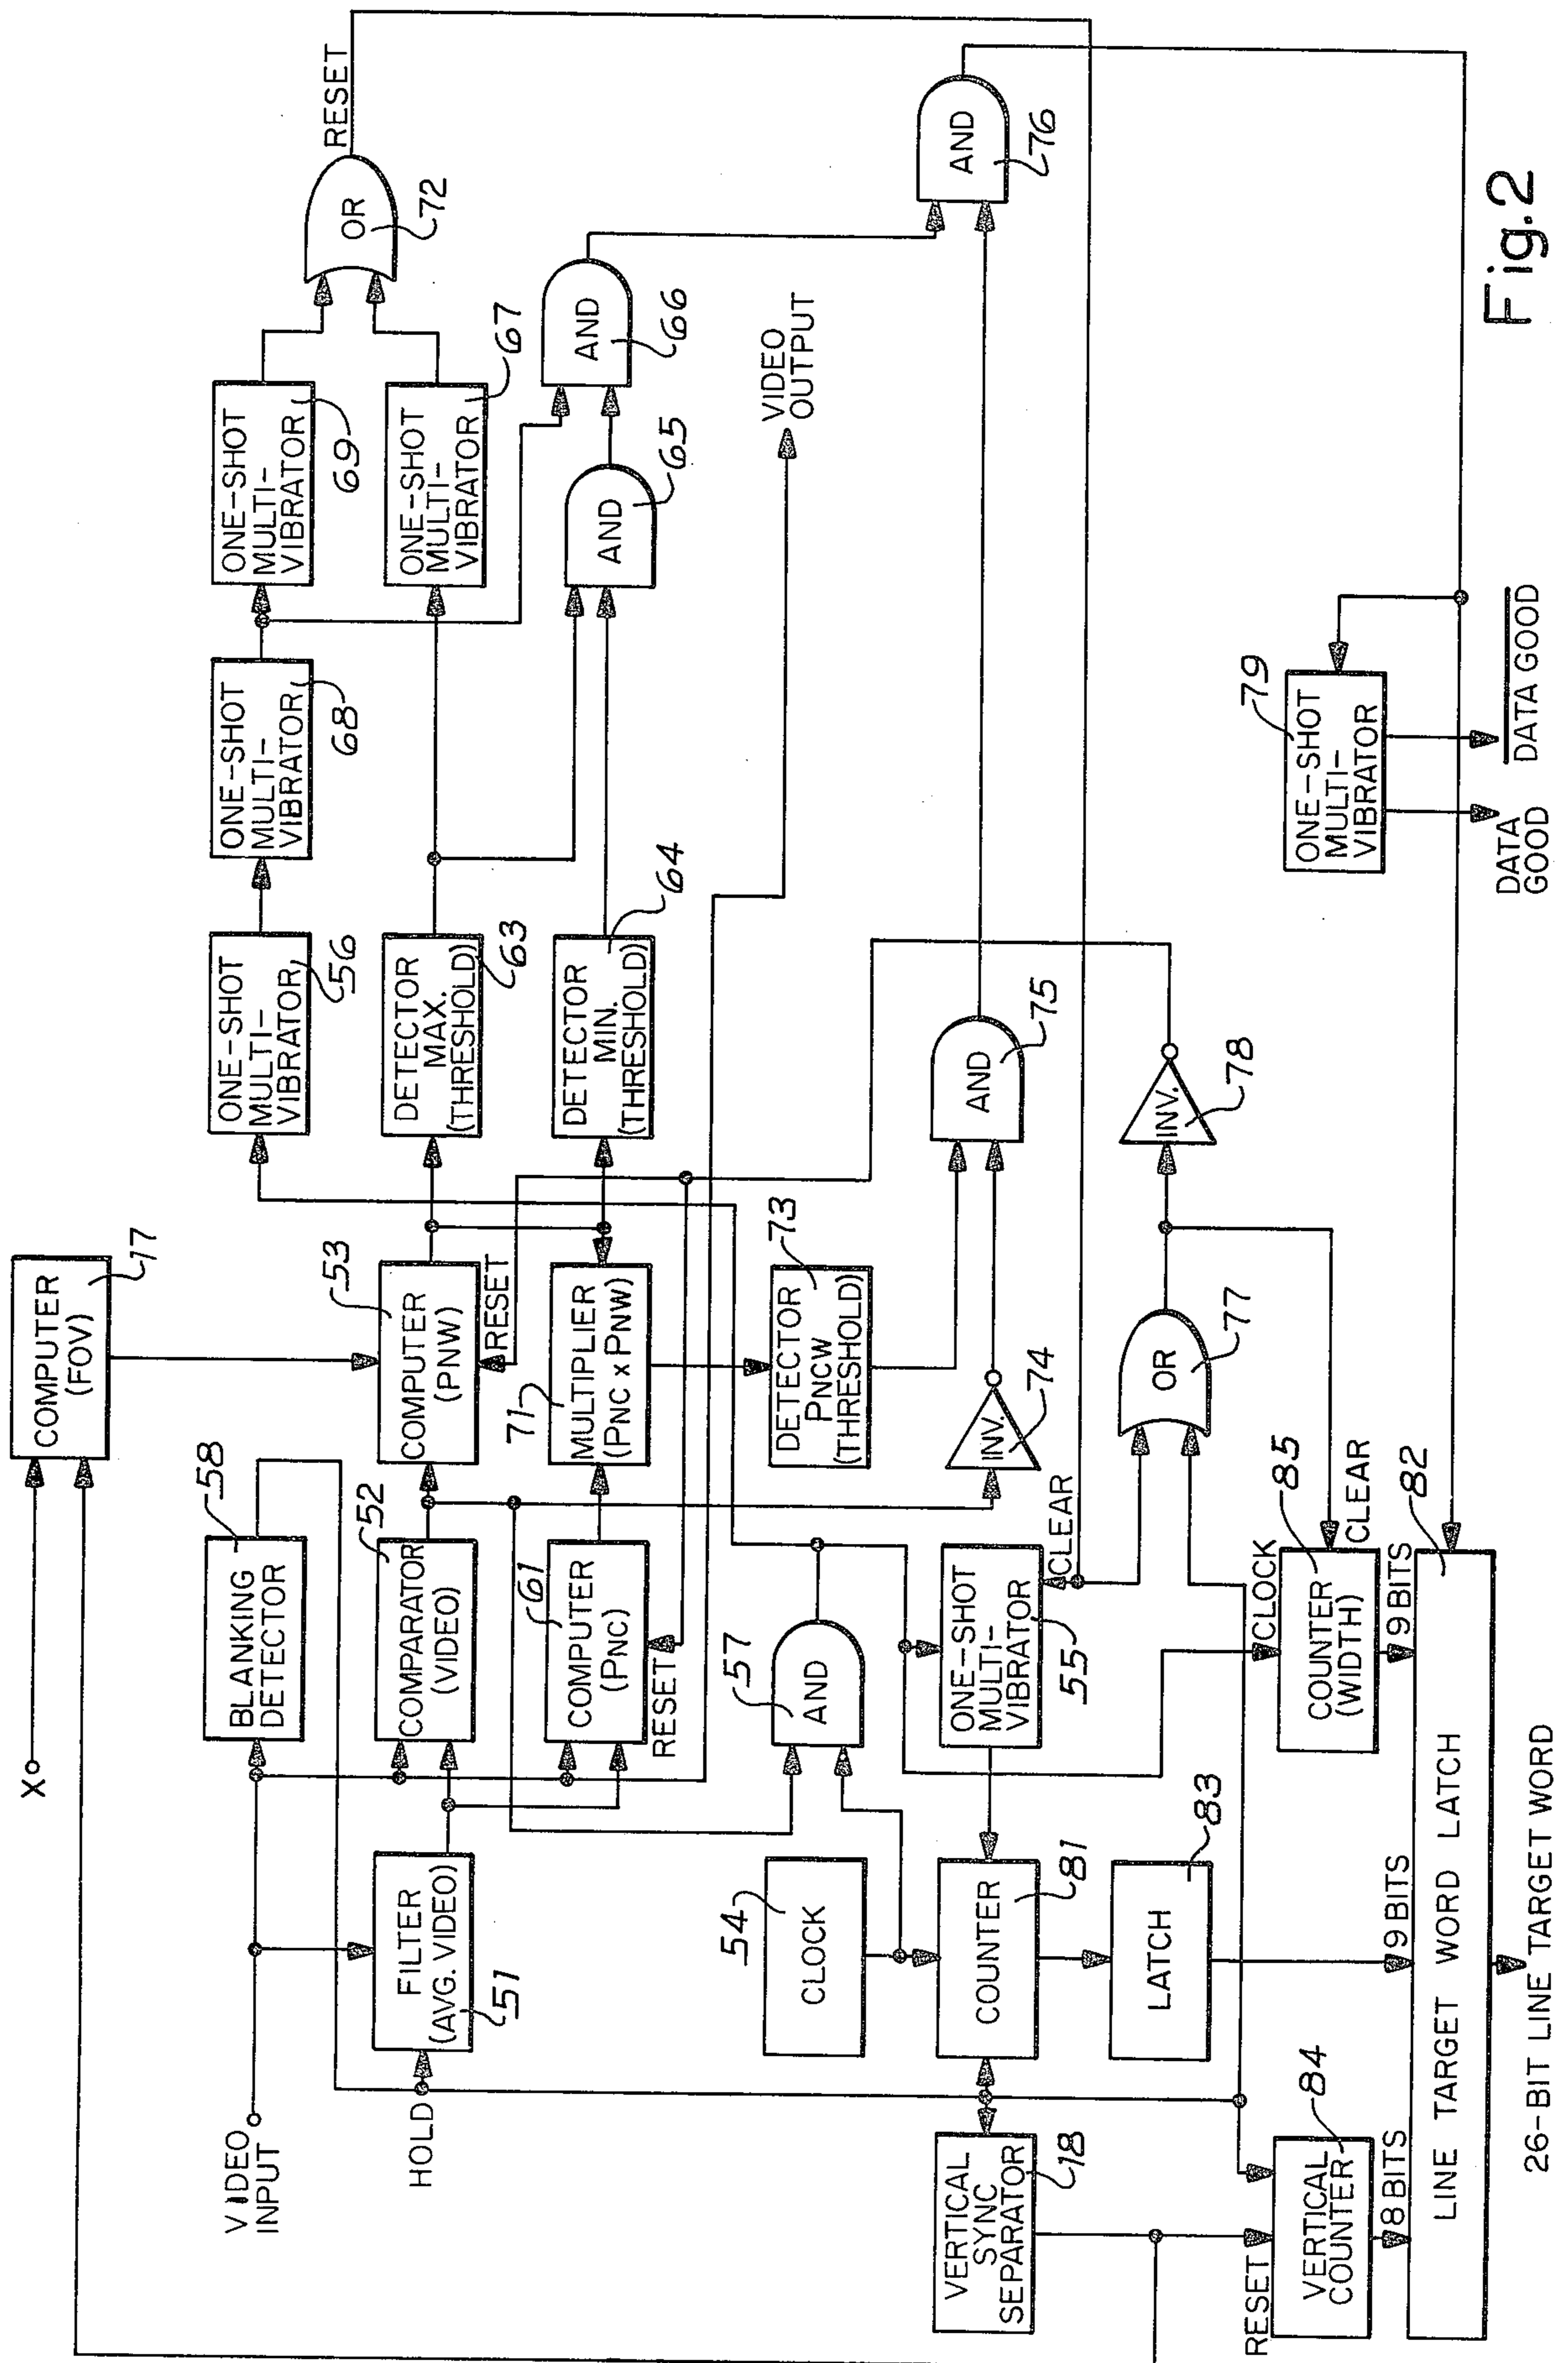 X
COMPUTER
(FOV)
17
VIDEO
INPUT
BLANKING
DETECTOR
58
HOLD
FILTER
(AVG. VIDEO)
51
COMPARATOR
(VIDEO)
52
COMPUTER
(PNW)
53
RESET
COMPUTER
(PNC)
61
RESET
MULTIPLIER
(PNC x PNW)
71
ONE-SHOT
MULTI-
VIBRATOR
56
ONE-SHOT
MULTI-
VIBRATOR
68
ONE-SHOT
MULTI-
VIBRATOR
69
DETECTOR
MAX.
(THRESHOLD)
63
ONE-SHOT
MULTI-
VIBRATOR
67
OR
72
RESET
DETECTOR
MIN.
(THRESHOLD)
64
AND
65
AND
66
VIDEO
OUTPUT
DETECTOR
PNCW
(THRESHOLD)
73
CLOCK
54
AND
57
INV.
74
AND
75
AND
76
VERTICAL
SYNC
SEPARATOR
18
COUNTER
81
ONE-SHOT
MULTI-
VIBRATOR
55
CLEAR
LATCH
83
OR
77
INV.
78
RESET
VERTICAL
COUNTER
84
8 BITS
9 BITS
CLOCK
COUNTER
(WIDTH)
85
CLEAR
9 BITS
LINE TARGET WORD LATCH
82
26-BIT LINE TARGET WORD
ONE-SHOT
MULTI-
VIBRATOR
79
DATA
GOOD
DATA GOOD
Fig.2